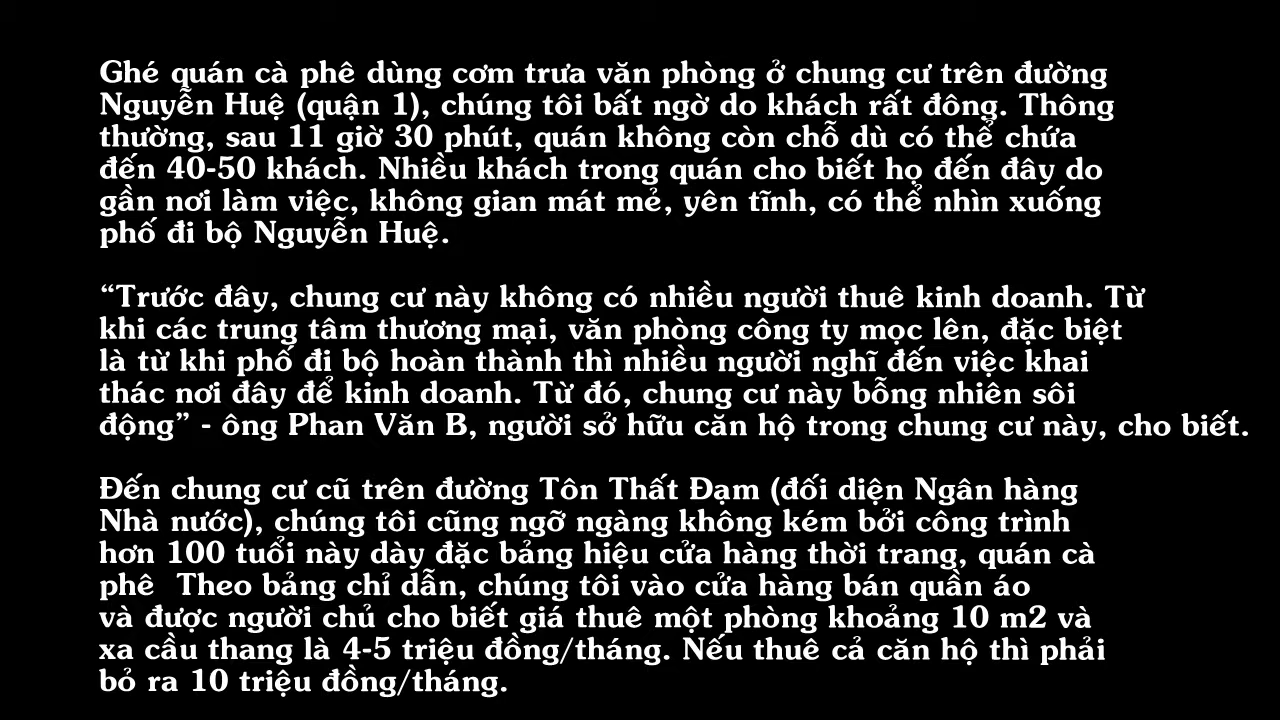 Ghé quán cà phê dùng cơm trưa văn phòng ở chung cư trên đường
Nguyễn Huệ (quận 1), chúng tôi bất ngờ do khách rất đông. Thông
thường, sau 11 giờ 30 phút, quán không còn chỗ dù có thể chứa
đến 40-50 khách. Nhiều khách trong quán cho biết họ đến đây do
gần nơi làm việc, không gian mát mẻ, yên tĩnh, có thể nhìn xuống
phố đi bộ Nguyễn Huệ.
“Trước đây, chung cư này không có nhiều người thuê kinh doanh. Từ
khi các trung tâm thương mại, văn phòng công ty mọc lên, đặc biệt
là từ khi phố đi bộ hoàn thành thì nhiều người nghĩ đến việc khai
thác nơi đây để kinh doanh. Từ đó, chung cư này bỗng nhiên sôi
động” - ông Phan Văn B, người sở hữu căn hộ trong chung cư này, cho biết.
Đến chung cư cũ trên đường Tôn Thất Đạm (đối diện Ngân hàng
Nhà nước), chúng tôi cũng ngỡ ngàng không kém bởi công trình
hơn 100 tuổi này dày đặc bảng hiệu cửa hàng thời trang, quán cà
phê  Theo bảng chỉ dẫn, chúng tôi vào cửa hàng bán quần áo
và được người chủ cho biết giá thuê một phòng khoảng 10 m2 và
xa cầu thang là 4-5 triệu đồng/tháng. Nếu thuê cả căn hộ thì phải
bỏ ra 10 triệu đồng/tháng.